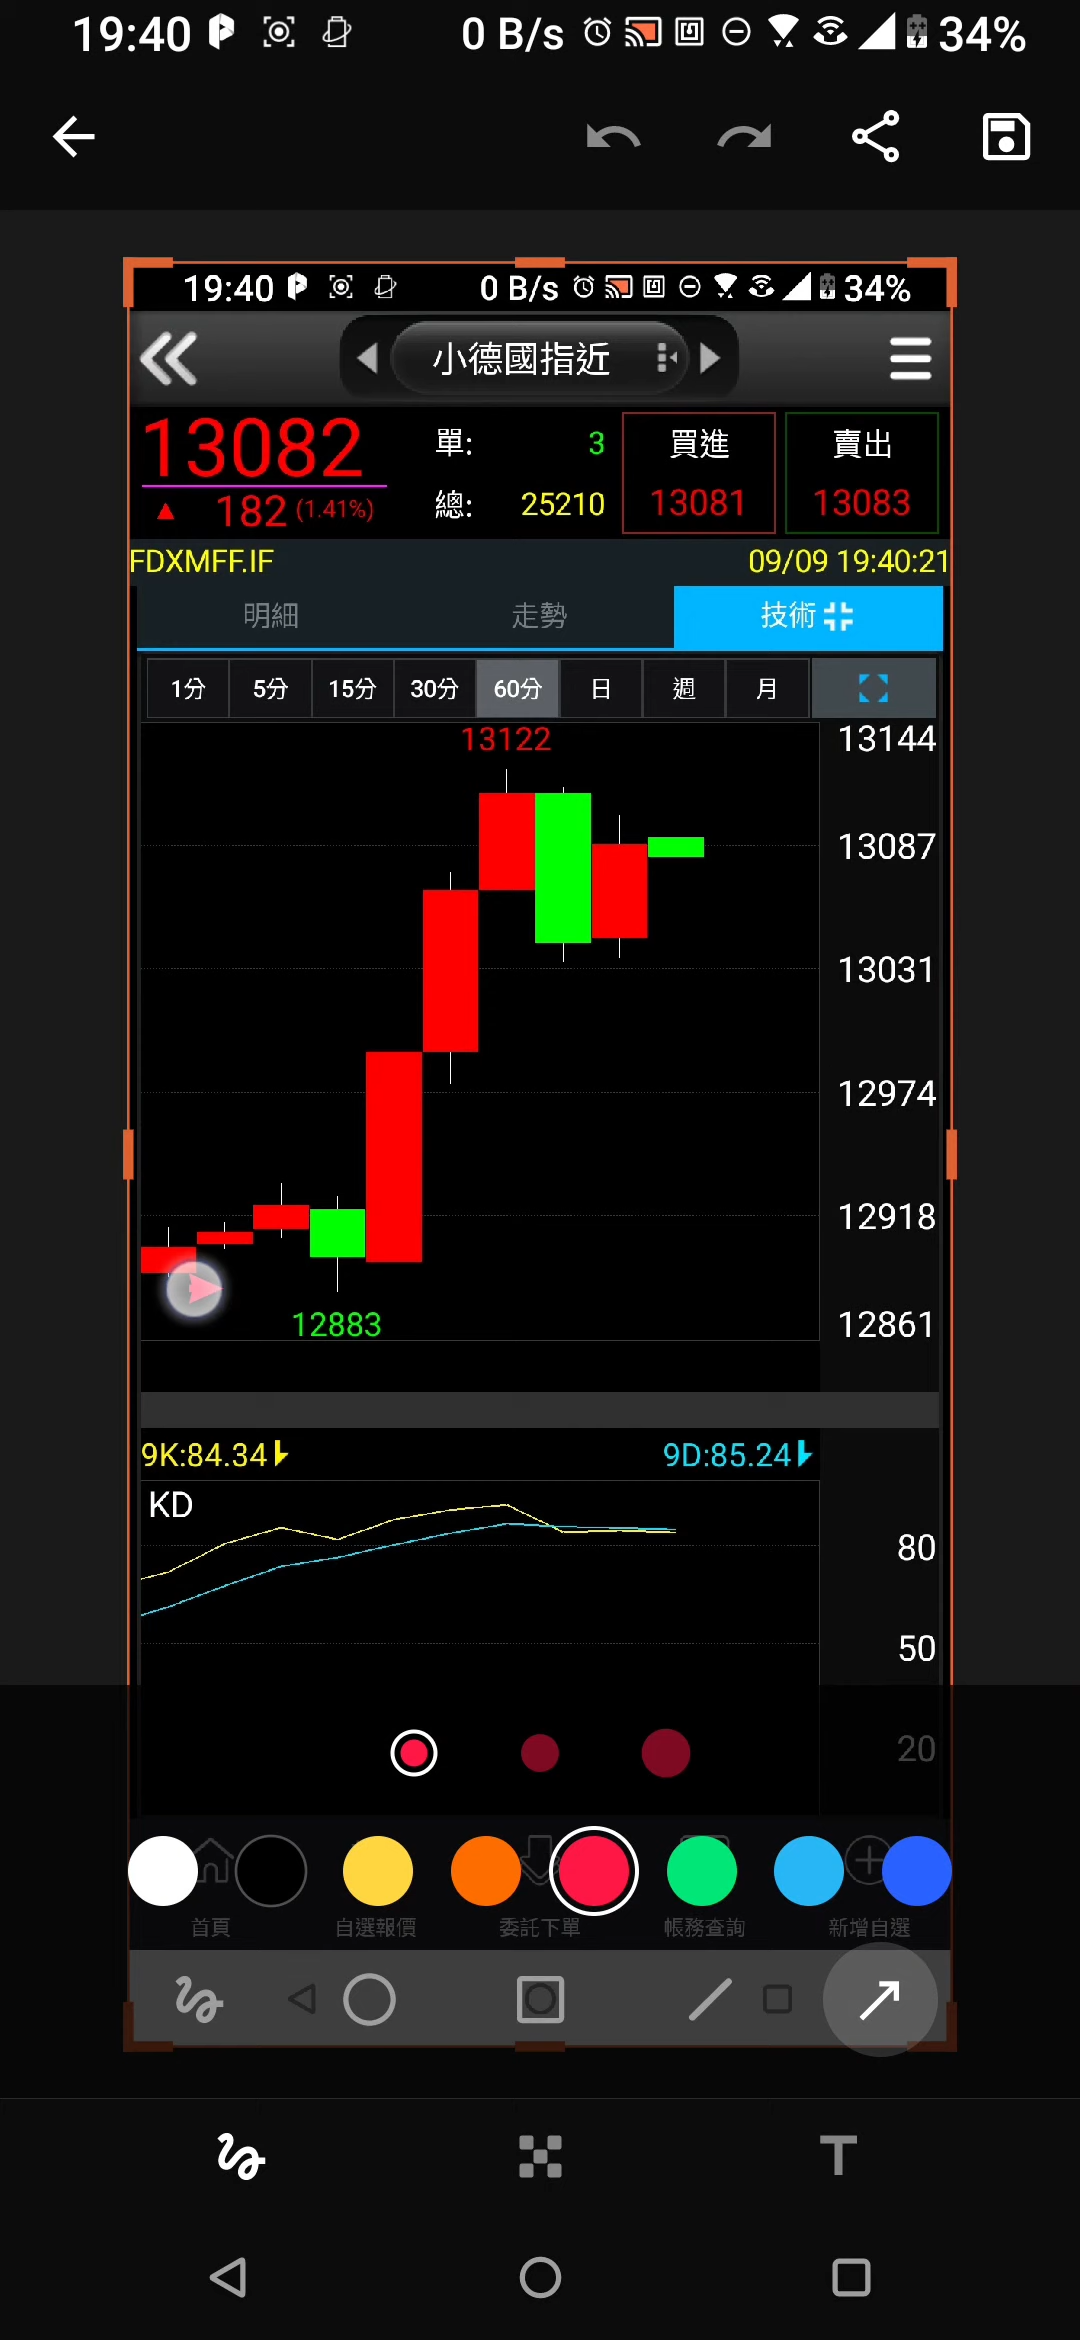 19:40 0 B/s 34%
19:40 0 B/s 34%
小德國指近
13082 單: 3 買進 賣出
▲ 182 (1.41%) 總: 25210 13081 13083
FDXMFF.IF 09/09 19:40:21
明細 走勢 技術
1分 5分 15分 30分 60分 日 週 月
13122 13144
13087
13031
12974
12918
12883 12861
9K:84.34 9D:85.24
KD
80
50
20
首頁 自選報價 委託下單 帳務查詢 新增自選
T